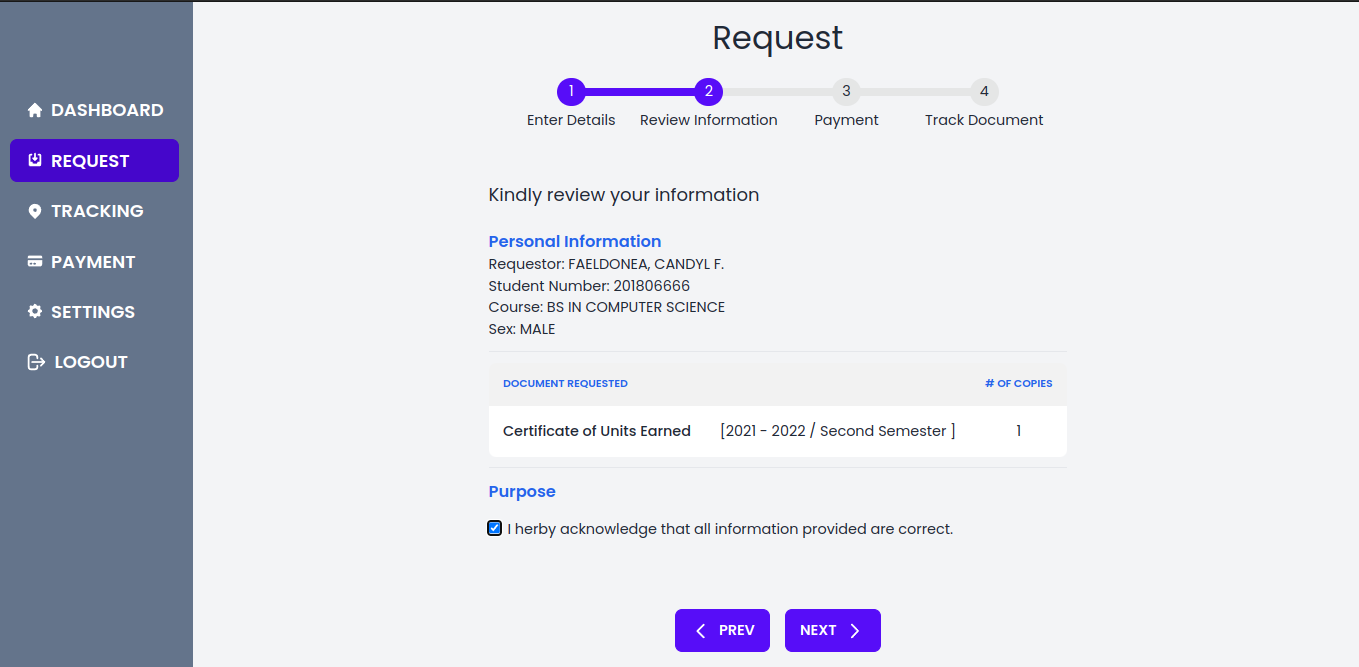 DASHBOARD
REQUEST
TRACKING
PAYMENT
SETTINGS
LOGOUT
Request
1 2 3 4
Enter Details Review Information Payment Track Document
Kindly review your information
Personal Information
Requestor: FAELDONEA, CANDYL F.
Student Number: 201806666
Course: BS IN COMPUTER SCIENCE
Sex: MALE
DOCUMENT REQUESTED # OF COPIES
Certificate of Units Earned [2021 - 2022 / Second Semester ] 1
Purpose
I herby acknowledge that all information provided are correct.
PREV NEXT